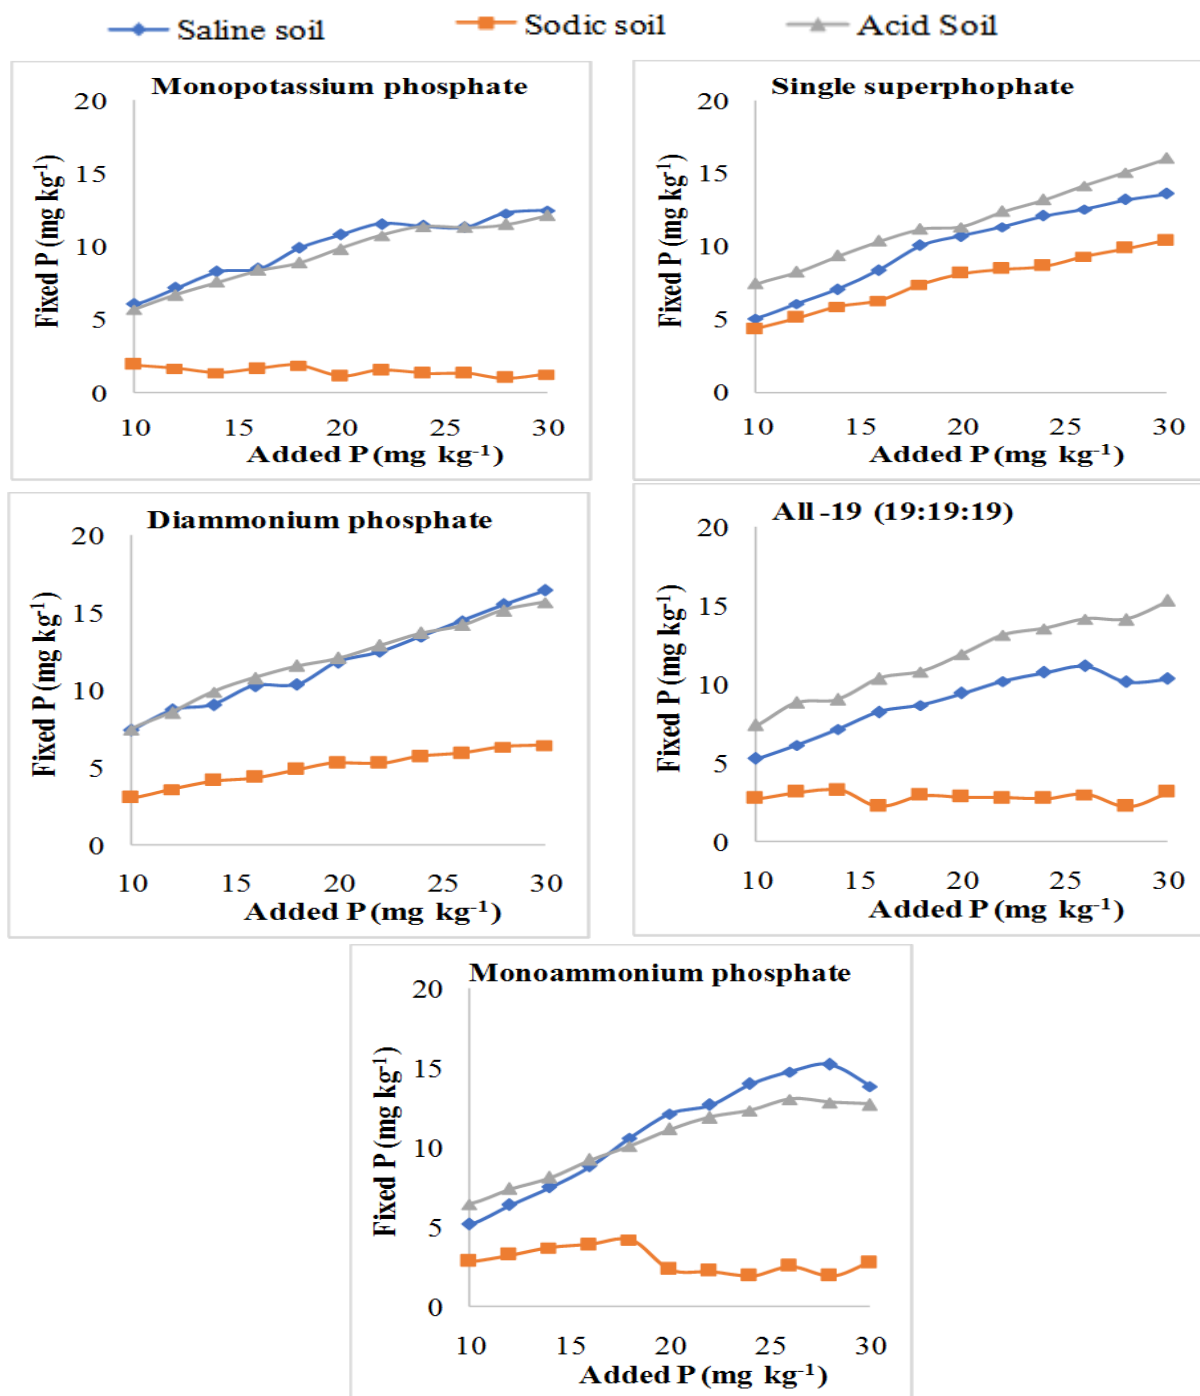 Saline soil Sodic soil Acid Soil
Monopotassium phosphate
20
15
10
5
0
Fixed P (mg kg⁻¹)
10 15 20 25 30
Added P (mg kg⁻¹)
Single superphophate
20
15
10
5
0
Fixed P (mg kg⁻¹)
10 15 20 25 30
Added P (mg kg⁻¹)
Diammonium phosphate
20
15
10
5
0
Fixed P (mg kg⁻¹)
10 15 20 25 30
Added P (mg kg⁻¹)
All -19 (19:19:19)
20
15
10
5
0
Fixed P (mg kg⁻¹)
10 15 20 25 30
Added P (mg kg⁻¹)
Monoammonium phosphate
20
15
10
5
0
Fixed P (mg kg⁻¹)
10 15 20 25 30
Added P (mg kg⁻¹)